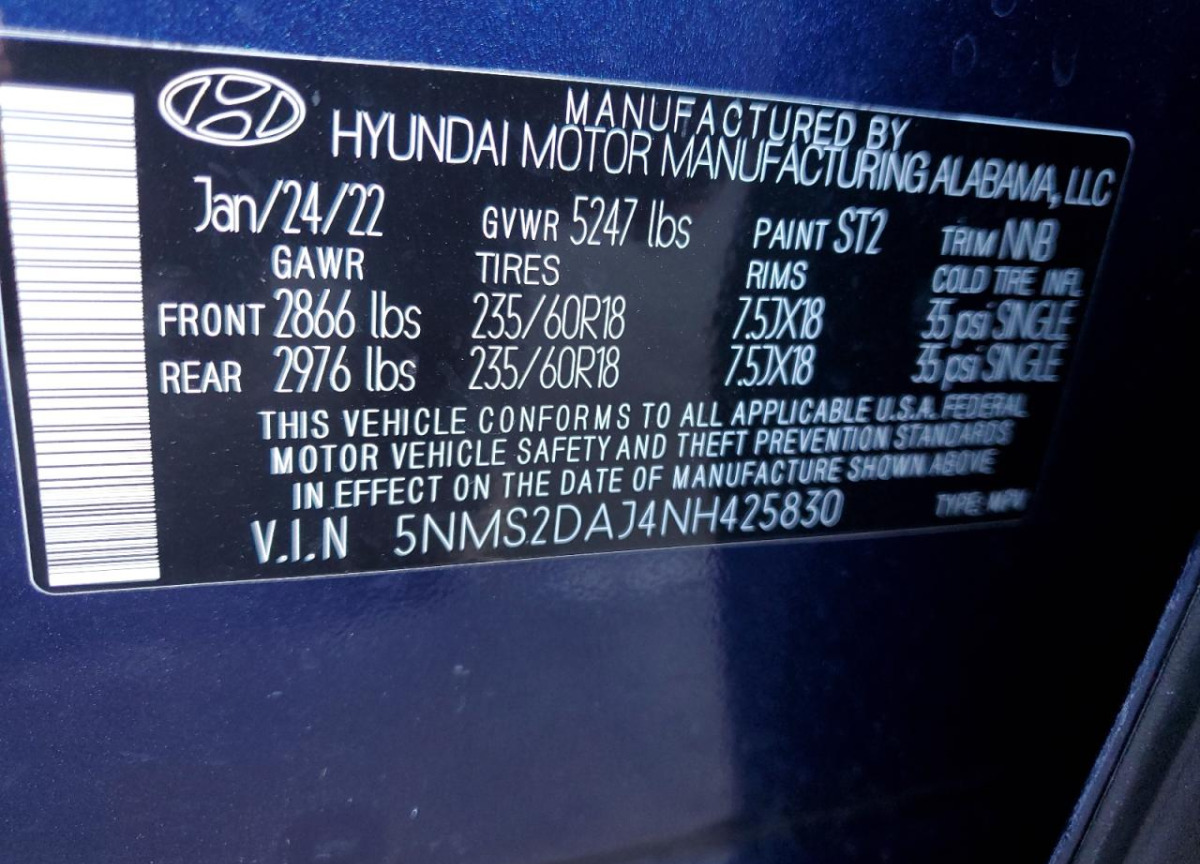 MANUFACTURED BY
HYUNDAI MOTOR MANUFACTURING ALABAMA, LLC
Jan/24/22 GVWR 5247 lbs PAINT ST2 TRIM NNB
GAWR TIRES RIMS COLD TIRE INFL
FRONT 2866 lbs 235/60R18 7.5JX18 35 psi SINGLE
REAR 2976 lbs 235/60R18 7.5JX18 35 psi SINGLE
THIS VEHICLE CONFORMS TO ALL APPLICABLE U.S.A. FEDERAL
MOTOR VEHICLE SAFETY AND THEFT PREVENTION STANDARDS
IN EFFECT ON THE DATE OF MANUFACTURE SHOWN ABOVE
V.I.N 5NMS2DAJ4NH425830 TYPE: MPV